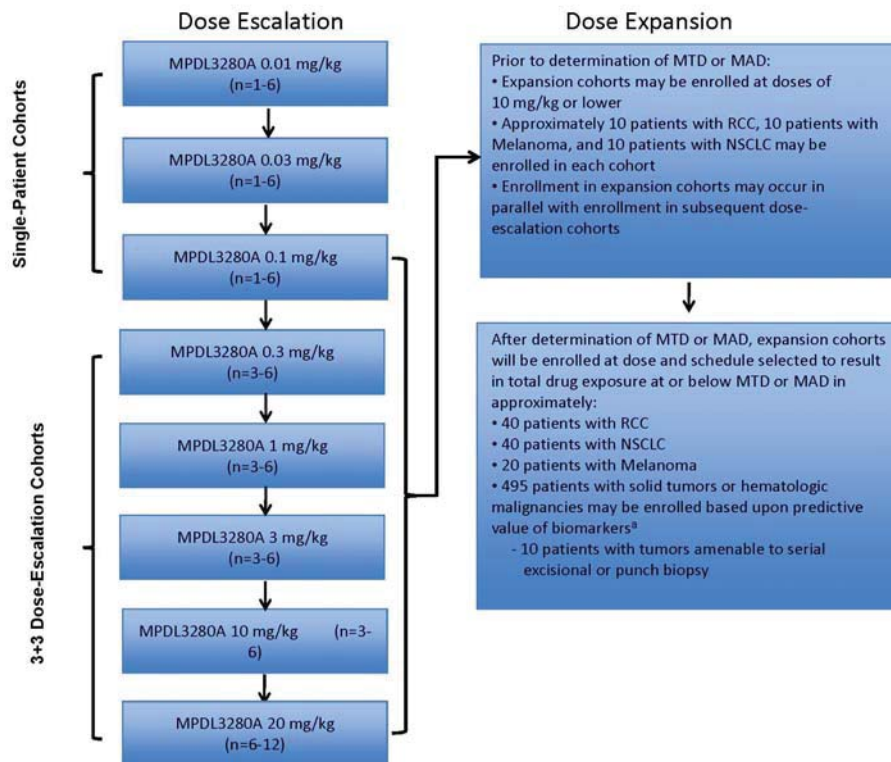 Dose Escalation
Single-Patient Cohorts
MPDL3280A 0.01 mg/kg
(n=1-6)
MPDL3280A 0.03 mg/kg
(n=1-6)
MPDL3280A 0.1 mg/kg
(n=1-6)
3+3 Dose-Escalation Cohorts
MPDL3280A 0.3 mg/kg
(n=3-6)
MPDL3280A 1 mg/kg
(n=3-6)
MPDL3280A 3 mg/kg
(n=3-6)
MPDL3280A 10 mg/kg (n=3-
6)
MPDL3280A 20 mg/kg
(n=6-12)
Dose Expansion
Prior to determination of MTD or MAD:
• Expansion cohorts may be enrolled at doses of
10 mg/kg or lower
• Approximately 10 patients with RCC, 10 patients with
Melanoma, and 10 patients with NSCLC may be
enrolled in each cohort
• Enrollment in expansion cohorts may occur in
parallel with enrollment in subsequent dose-
escalation cohorts
After determination of MTD or MAD, expansion cohorts
will be enrolled at dose and schedule selected to result
in total drug exposure at or below MTD or MAD in
approximately:
• 40 patients with RCC
• 40 patients with NSCLC
• 20 patients with Melanoma
• 495 patients with solid tumors or hematologic
malignancies may be enrolled based upon predictive
value of biomarkersª
- 10 patients with tumors amenable to serial
excisional or punch biopsy